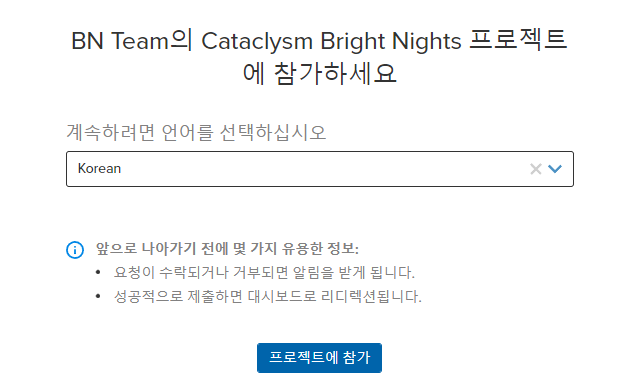 BN Team의 Cataclysm Bright Nights 프로젝트
에 참가하세요
계속하려면 언어를 선택하십시오
Korean
앞으로 나아가기 전에 몇 가지 유용한 정보:
• 요청이 수락되거나 거부되면 알림을 받게 됩니다.
• 성공적으로 제출하면 대시보드로 리디렉션됩니다.
프로젝트에 참가